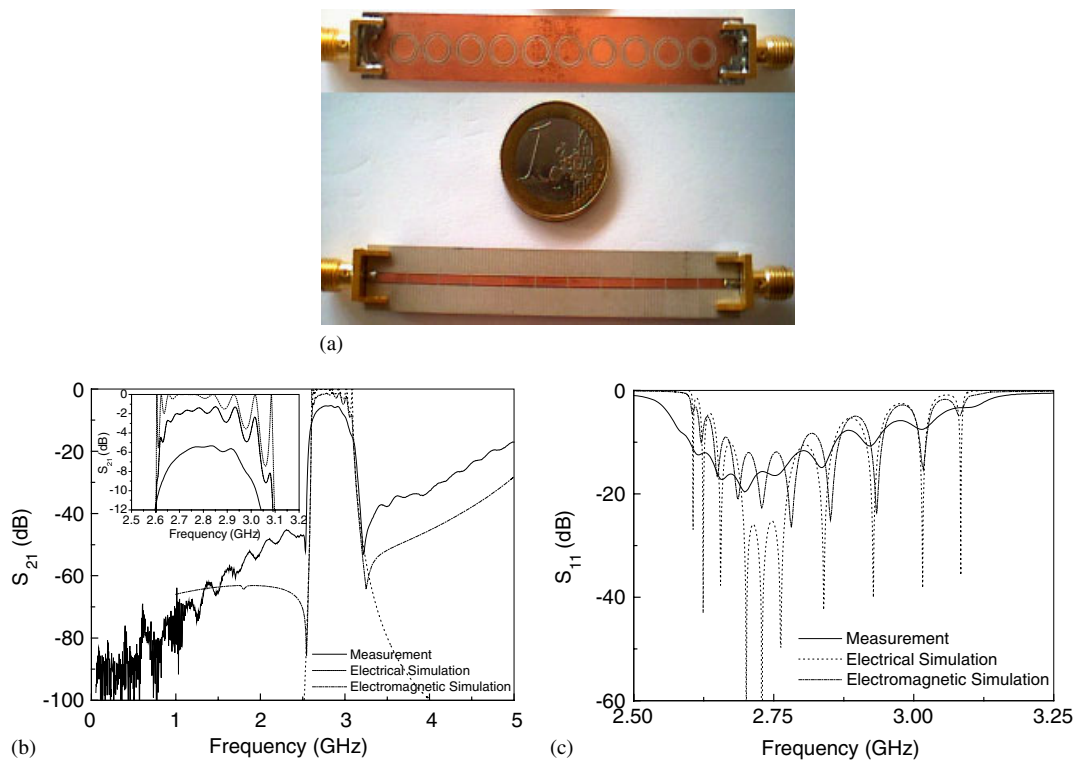 (a)
0
-20
-40
-60
-80
-100
S21 (dB)
0
-2
-4
-6
-8
-10
-12
S21 (dB)
2.5 2.6 2.7 2.8 2.9 3.0 3.1 3.2
Frequency (GHz)
Measurement
Electrical Simulation
Electromagnetic Simulation
0 1 2 3 4 5
Frequency (GHz)
(b)
0
-20
-40
-60
S11 (dB)
Measurement
Electrical Simulation
Electromagnetic Simulation
2.50 2.75 3.00 3.25
Frequency (GHz)
(c)